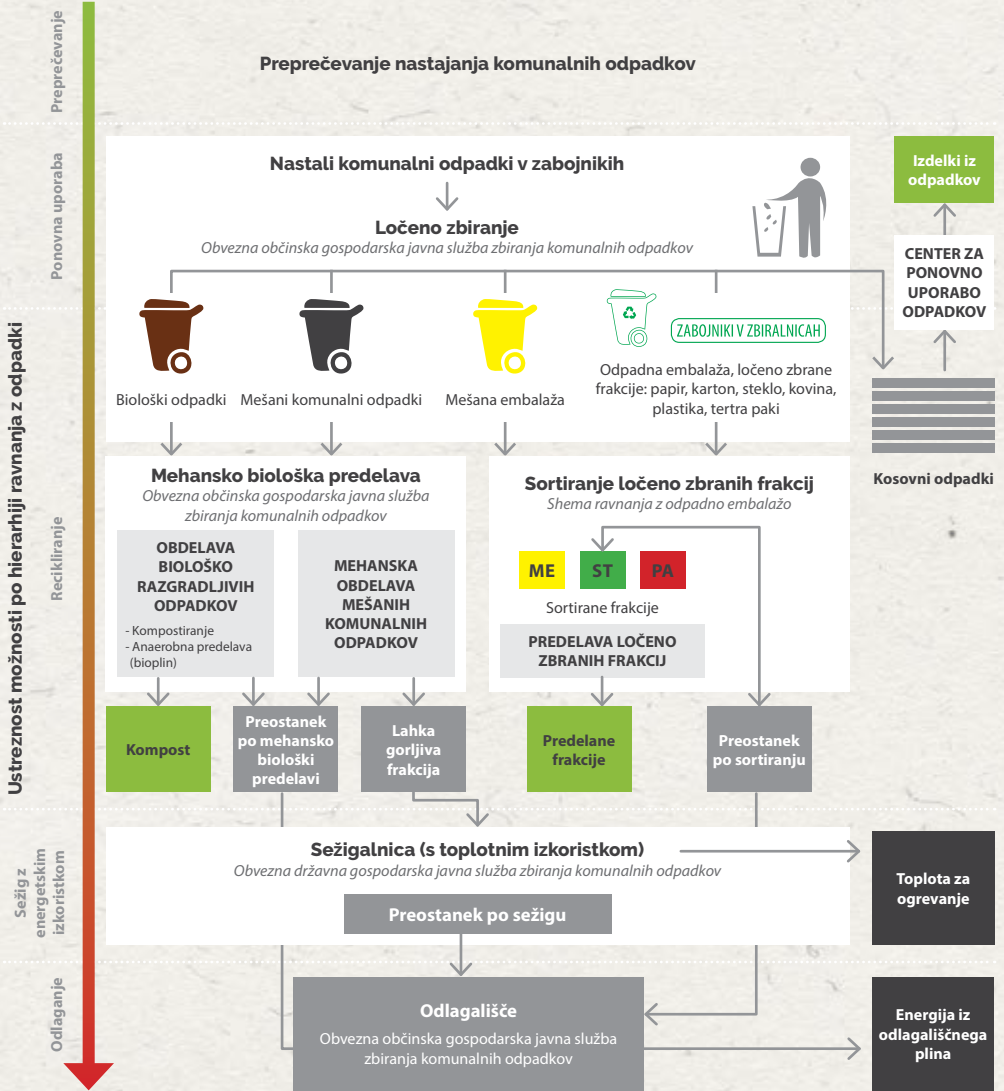 Ustreznost možnosti po hierarhiji ravnanja z odpadki
Preprečevanje
Preprečevanje nastajanja komunalnih odpadkov
Ponovna uporaba
Nastali komunalni odpadki v zabojnikih
Ločeno zbiranje
Obvezna občinska gospodarska javna služba zbiranja komunalnih odpadkov
Izdelki iz
odpadkov
CENTER ZA
PONOVNO
UPORABO
ODPADKOV
Kosovni odpadki
Biološki odpadki
Mešani komunalni odpadki
Mešana embalaža
ZABOJNIKI V ZBIRALNICAH
Odpadna embalaža, ločeno zbrane
frakcije: papir, karton, steklo, kovina,
plastika, tertra paki
Recikliranje
Mehansko biološka predelava
Obvezna občinska gospodarska javna služba
zbiranja komunalnih odpadkov
OBDELAVA
BIOLOŠKO
RAZGRADLJIVIH
ODPADKOV
- Kompostiranje
- Anaerobna predelava
(bioplin)
MEHANSKA
OBDELAVA
MEŠANIH
KOMUNALNIH
ODPADKOV
Sortiranje ločeno zbranih frakcij
Shema ravnanja z odpadno embalažo
ME
ST
PA
Sortirane frakcije
PREDELAVA LOČENO
ZBRANIH FRAKCIJ
Kompost
Preostanek
po mehansko
biološki
predelavi
Lahka
gorljiva
frakcija
Predelane
frakcije
Preostanek
po sortiranju
Sežig z
energetskim
izkoristkom
Sežigalnica (s toplotnim izkoristkom)
Obvezna državna gospodarska javna služba zbiranja komunalnih odpadkov
Preostanek po sežigu
Toplota za
ogrevanje
Odlaganje
Odlagališče
Obvezna občinska gospodarska javna služba
zbiranja komunalnih odpadkov
Energija iz
odlagališčnega
plina